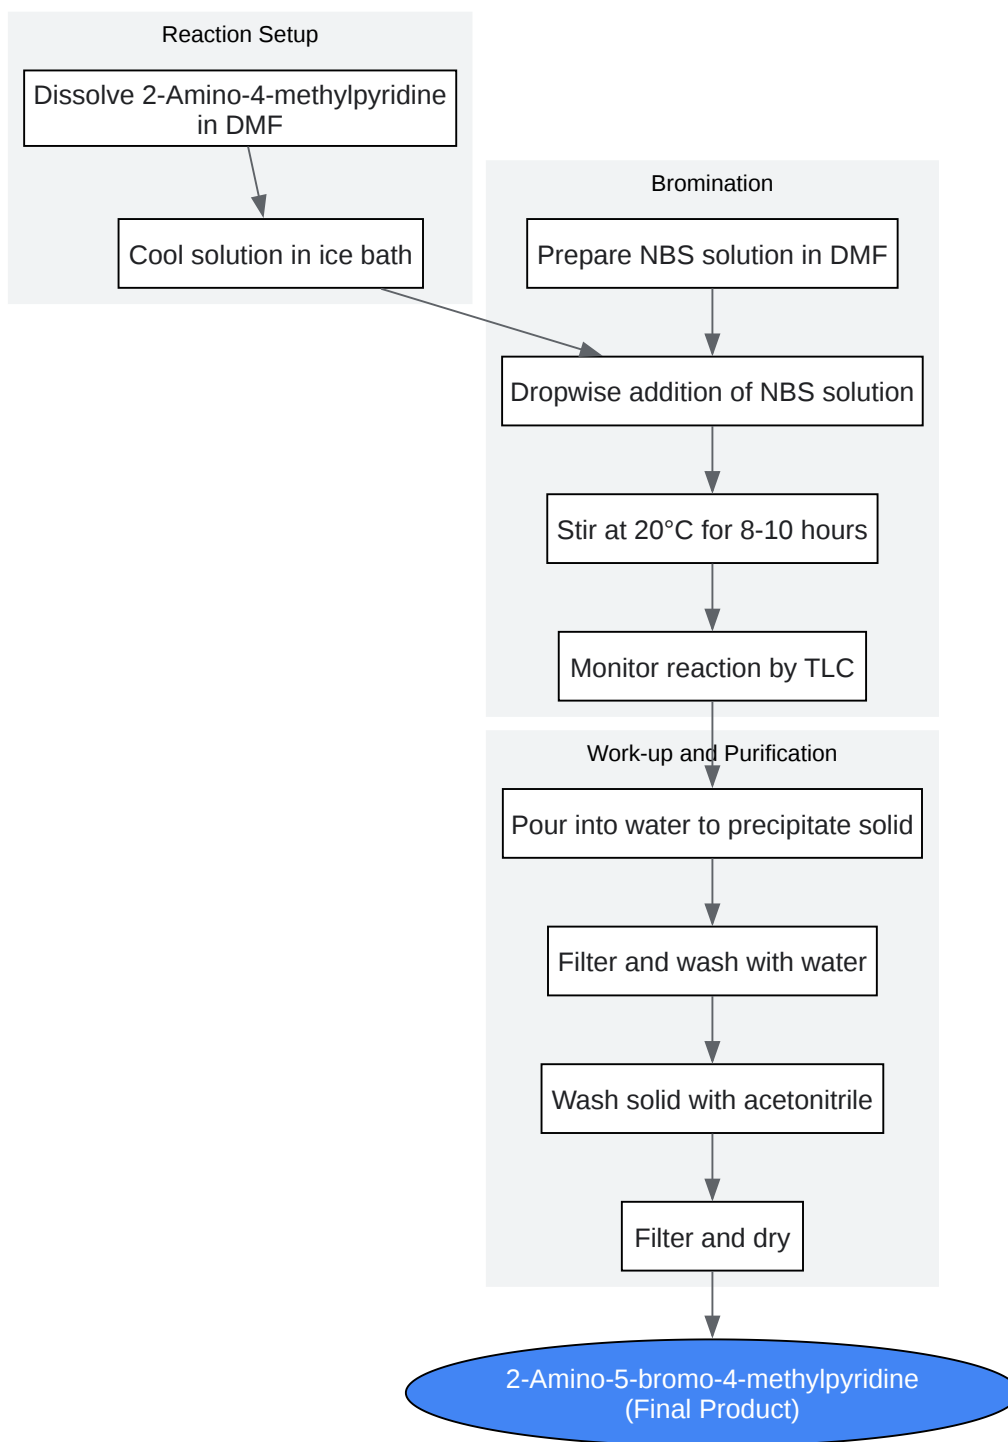 Reaction Setup
Dissolve 2-Amino-4-methylpyridine
in DMF
Cool solution in ice bath
Bromination
Prepare NBS solution in DMF
Dropwise addition of NBS solution
Stir at 20°C for 8-10 hours
Monitor reaction by TLC
Work-up and Purification
Pour into water to precipitate solid
Filter and wash with water
Wash solid with acetonitrile
Filter and dry
2-Amino-5-bromo-4-methylpyridine
(Final Product)